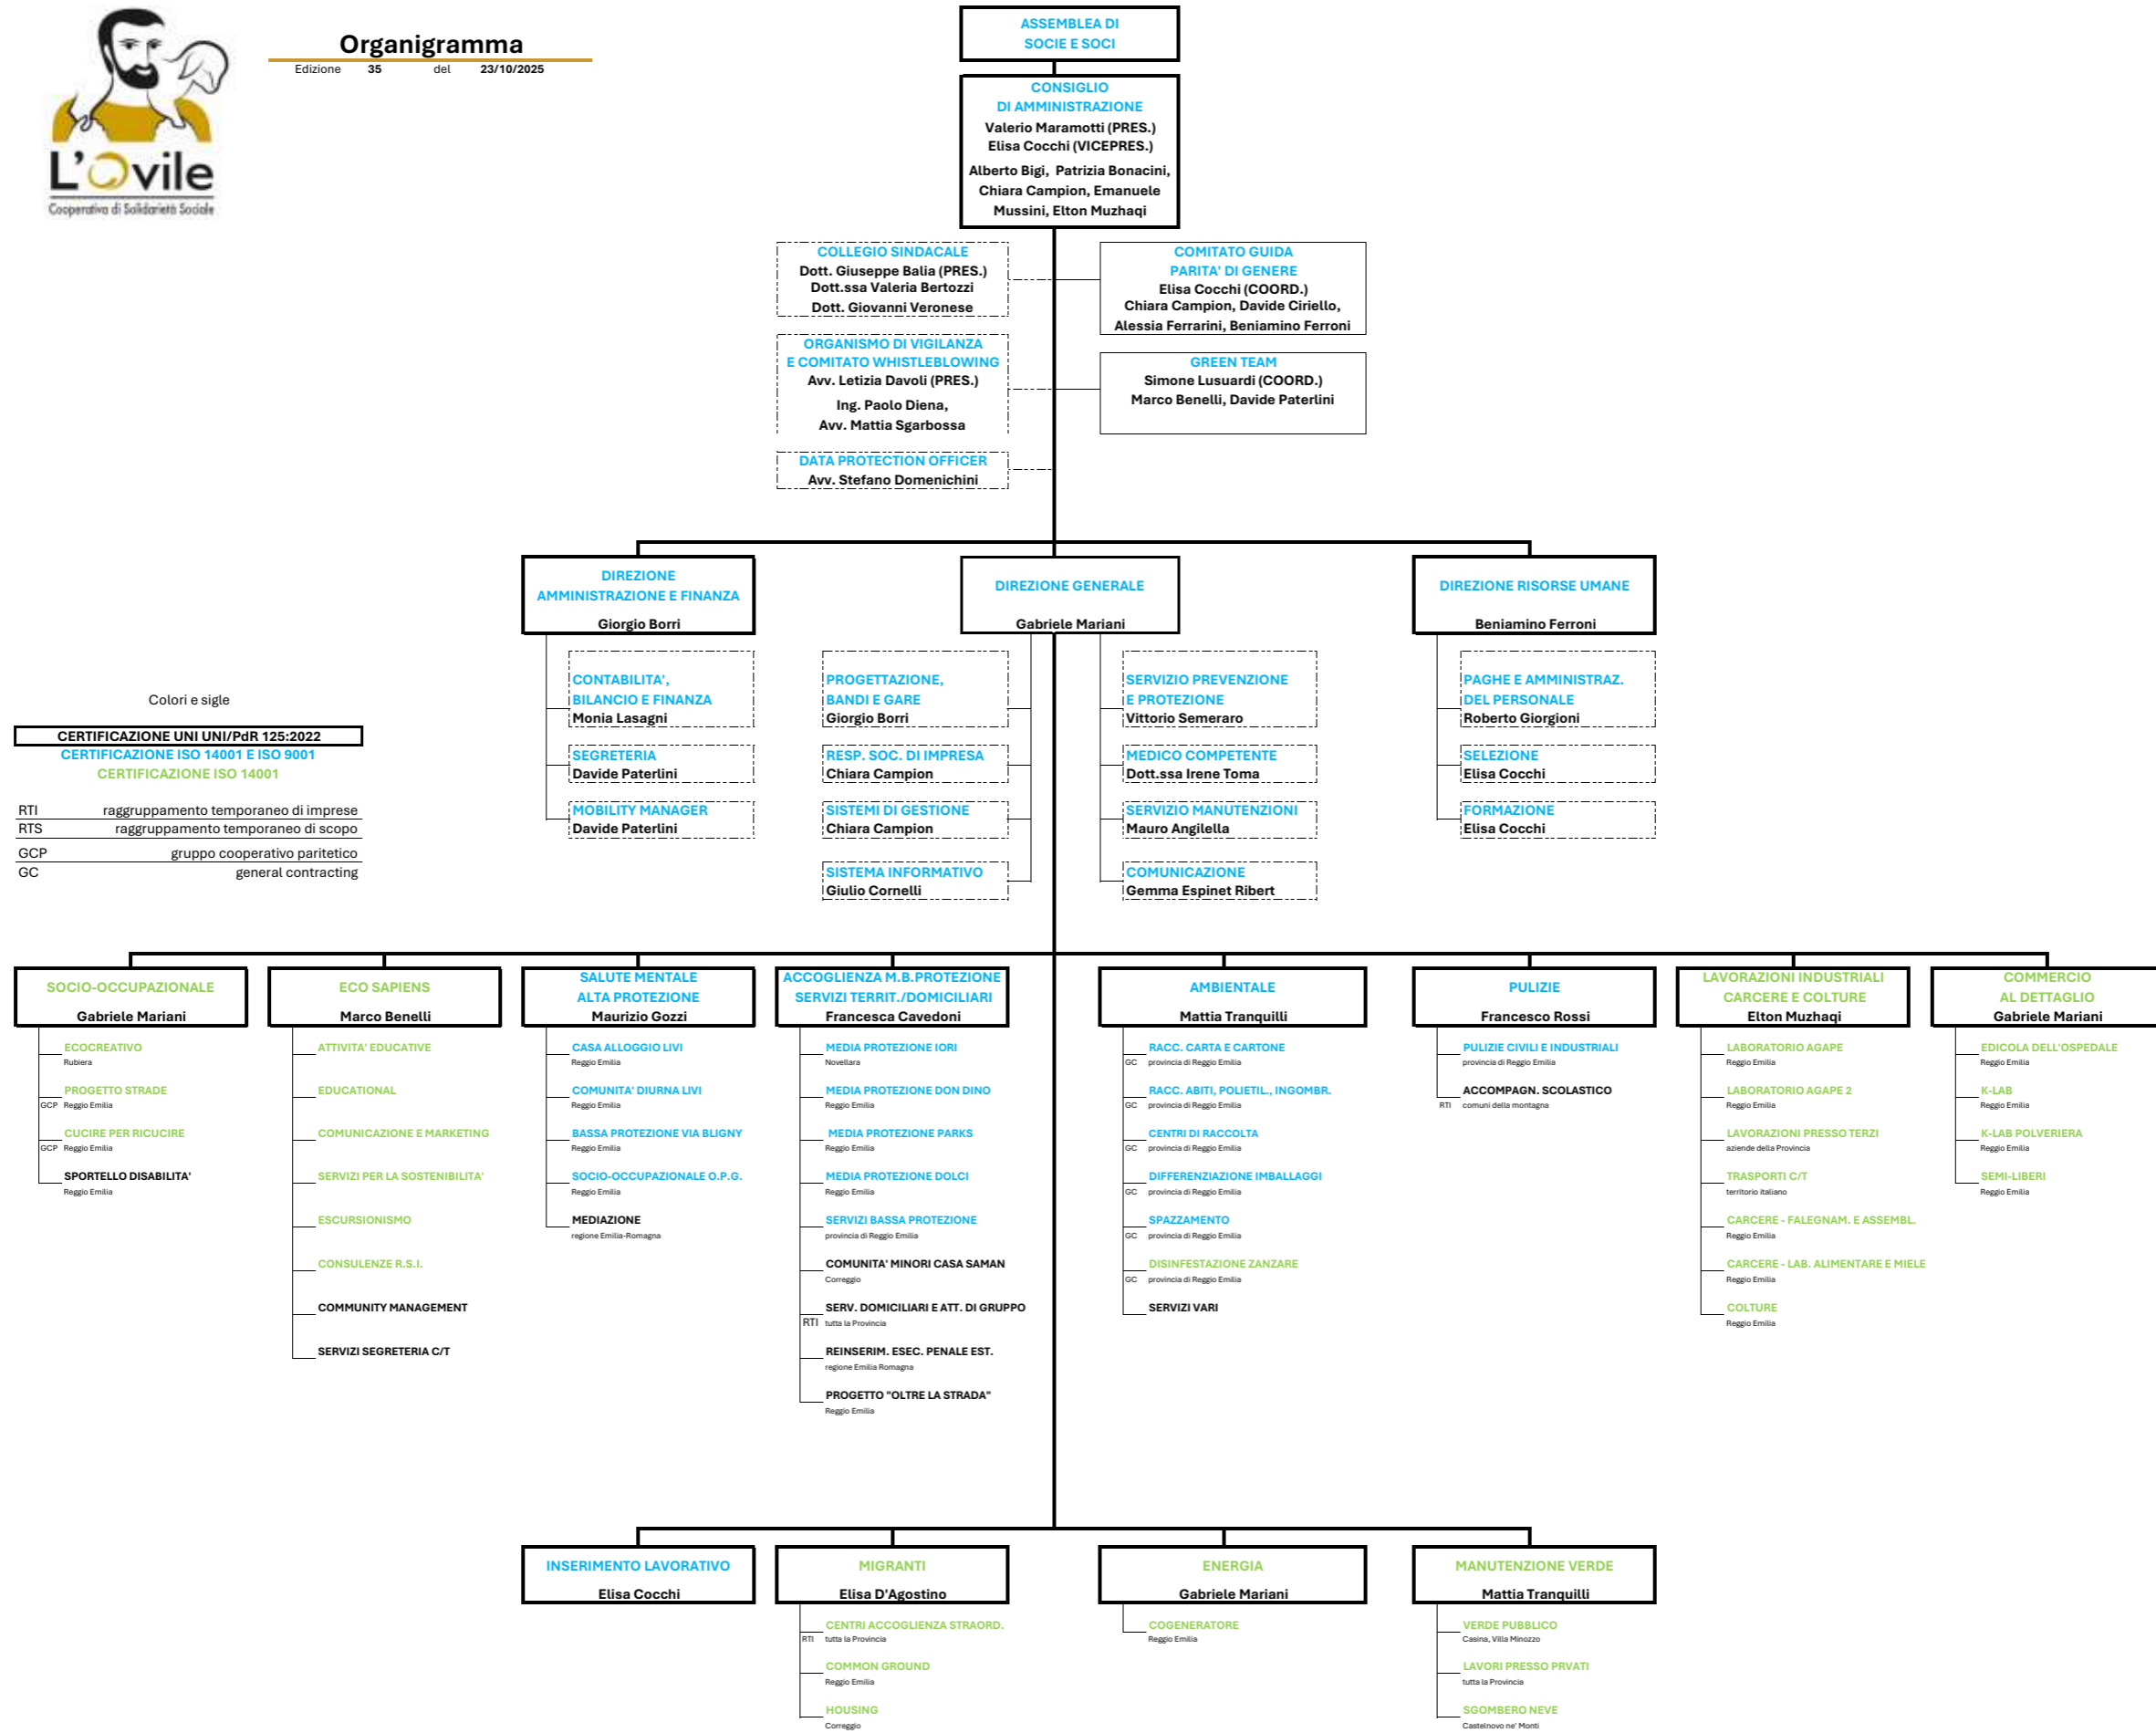 L'Ovile
Cooperativa di Solidarietà Sociale
Organigramma
Edizione 35 del 23/10/2025
ASSEMBLEA DI
SOCIE E SOCI
CONSIGLIO
DI AMMINISTRAZIONE
Valerio Maramotti (PRES.)
Elisa Cocchi (VICEPRES.)
Alberto Bigi, Patrizia Bonacini,
Chiara Campion, Emanuele
Mussini, Elton Muzhaqi
COLLEGIO SINDACALE
Dott. Giuseppe Balia (PRES.)
Dott.ssa Valeria Bertozzi
Dott. Giovanni Veronese
COMITATO GUIDA
PARITA' DI GENERE
Elisa Cocchi (COORD.)
Chiara Campion, Davide Ciriello,
Alessia Ferrarini, Beniamino Ferroni
ORGANISMO DI VIGILANZA
E COMITATO WHISTLEBLOWING
Avv. Letizia Davoli (PRES.)
Ing. Paolo Diena,
Avv. Mattia Sgarbossa
GREEN TEAM
Simone Lusuardi (COORD.)
Marco Benelli, Davide Paterlini
DATA PROTECTION OFFICER
Avv. Stefano Domenichini
DIREZIONE
AMMINISTRAZIONE E FINANZA
Giorgio Borri
DIREZIONE GENERALE
Gabriele Mariani
DIREZIONE RISORSE UMANE
Beniamino Ferroni
CONTABILITA',
BILANCIO E FINANZA
Monia Lasagni
SEGRETERIA
Davide Paterlini
MOBILITY MANAGER
Davide Paterlini
PROGETTAZIONE,
BANDI E GARE
Giorgio Borri
RESP. SOC. DI IMPRESA
Chiara Campion
SISTEMI DI GESTIONE
Chiara Campion
SISTEMA INFORMATIVO
Giulio Cornelli
SERVIZIO PREVENZIONE
E PROTEZIONE
Vittorio Semeraro
MEDICO COMPETENTE
Dott.ssa Irene Toma
SERVIZIO MANUTENZIONI
Mauro Angilella
COMUNICAZIONE
Gemma Espinet Ribert
PAGHE E AMMINISTRAZ.
DEL PERSONALE
Roberto Giorgioni
SELEZIONE
Elisa Cocchi
FORMAZIONE
Elisa Cocchi
Colori e sigle
CERTIFICAZIONE UNI UNI/PdR 125:2022
CERTIFICAZIONE ISO 14001 E ISO 9001
CERTIFICAZIONE ISO 14001
RTI raggruppamento temporaneo di imprese
RTS raggruppamento temporaneo di scopo
GCP gruppo cooperativo paritetico
GC general contracting
SOCIO-OCCUPAZIONALE
Gabriele Mariani
ECOCREATIVO
Rubiera
PROGETTO STRADE
GCP Reggio Emilia
CUCIRE PER RICUCIRE
GCP Reggio Emilia
SPORTELLO DISABILITA'
Reggio Emilia
ECO SAPIENS
Marco Benelli
ATTIVITA' EDUCATIVE
EDUCATIONAL
COMUNICAZIONE E MARKETING
SERVIZI PER LA SOSTENIBILITA'
ESCURSIONISMO
CONSULENZE R.S.I.
COMMUNITY MANAGEMENT
SERVIZI SEGRETERIA C/T
SALUTE MENTALE
ALTA PROTEZIONE
Maurizio Gozzi
CASA ALLOGGIO LIVI
Reggio Emilia
COMUNITA' DIURNA LIVI
Reggio Emilia
BASSA PROTEZIONE VIA BLIGNY
Reggio Emilia
SOCIO-OCCUPAZIONALE O.P.G.
Reggio Emilia
MEDIAZIONE
regione Emilia-Romagna
ACCOGLIENZA M.B.PROTEZIONE
SERVIZI TERRIT./DOMICILIARI
Francesca Cavedoni
MEDIA PROTEZIONE IORI
Novellara
MEDIA PROTEZIONE DON DINO
Reggio Emilia
MEDIA PROTEZIONE PARKS
Reggio Emilia
MEDIA PROTEZIONE DOLCI
Reggio Emilia
SERVIZI BASSA PROTEZIONE
provincia di Reggio Emilia
COMUNITA' MINORI CASA SAMAN
Correggio
SERV. DOMICILIARI E ATT. DI GRUPPO
RTI tutta la Provincia
REINSERIM. ESEC. PENALE EST.
regione Emilia Romagna
PROGETTO "OLTRE LA STRADA"
Reggio Emilia
AMBIENTALE
Mattia Tranquilli
RACC. CARTA E CARTONE
GC provincia di Reggio Emilia
RACC. ABITI, POLIETIL., INGOMBR.
GC provincia di Reggio Emilia
CENTRI DI RACCOLTA
GC provincia di Reggio Emilia
DIFFERENZIAZIONE IMBALLAGGI
GC provincia di Reggio Emilia
SPAZZAMENTO
GC provincia di Reggio Emilia
DISINFESTAZIONE ZANZARE
GC provincia di Reggio Emilia
SERVIZI VARI
PULIZIE
Francesco Rossi
PULIZIE CIVILI E INDUSTRIALI
provincia di Reggio Emilia
ACCOMPAGN. SCOLASTICO
RTI comuni della montagna
LAVORAZIONI INDUSTRIALI
CARCERE E COLTURE
Elton Muzhaqi
LABORATORIO AGAPE
Reggio Emilia
LABORATORIO AGAPE 2
Reggio Emilia
LAVORAZIONI PRESSO TERZI
aziende della Provincia
TRASPORTI C/T
territorio italiano
CARCERE - FALEGNAM. E ASSEMBL.
Reggio Emilia
CARCERE - LAB. ALIMENTARE E MIELE
Reggio Emilia
COLTURE
Reggio Emilia
COMMERCIO
AL DETTAGLIO
Gabriele Mariani
EDICOLA DELL'OSPEDALE
Reggio Emilia
K-LAB
Reggio Emilia
K-LAB POLVERIERA
Reggio Emilia
SEMI-LIBERI
Reggio Emilia
INSERIMENTO LAVORATIVO
Elisa Cocchi
MIGRANTI
Elisa D'Agostino
CENTRI ACCOGLIENZA STRAORD.
RTI tutta la Provincia
COMMON GROUND
Reggio Emilia
HOUSING
Correggio
ENERGIA
Gabriele Mariani
COGENERATORE
Reggio Emilia
MANUTENZIONE VERDE
Mattia Tranquilli
VERDE PUBBLICO
Casina, Villa Minozzo
LAVORI PRESSO PRVATI
tutta la Provincia
SGOMBERO NEVE
Castelnovo ne' Monti